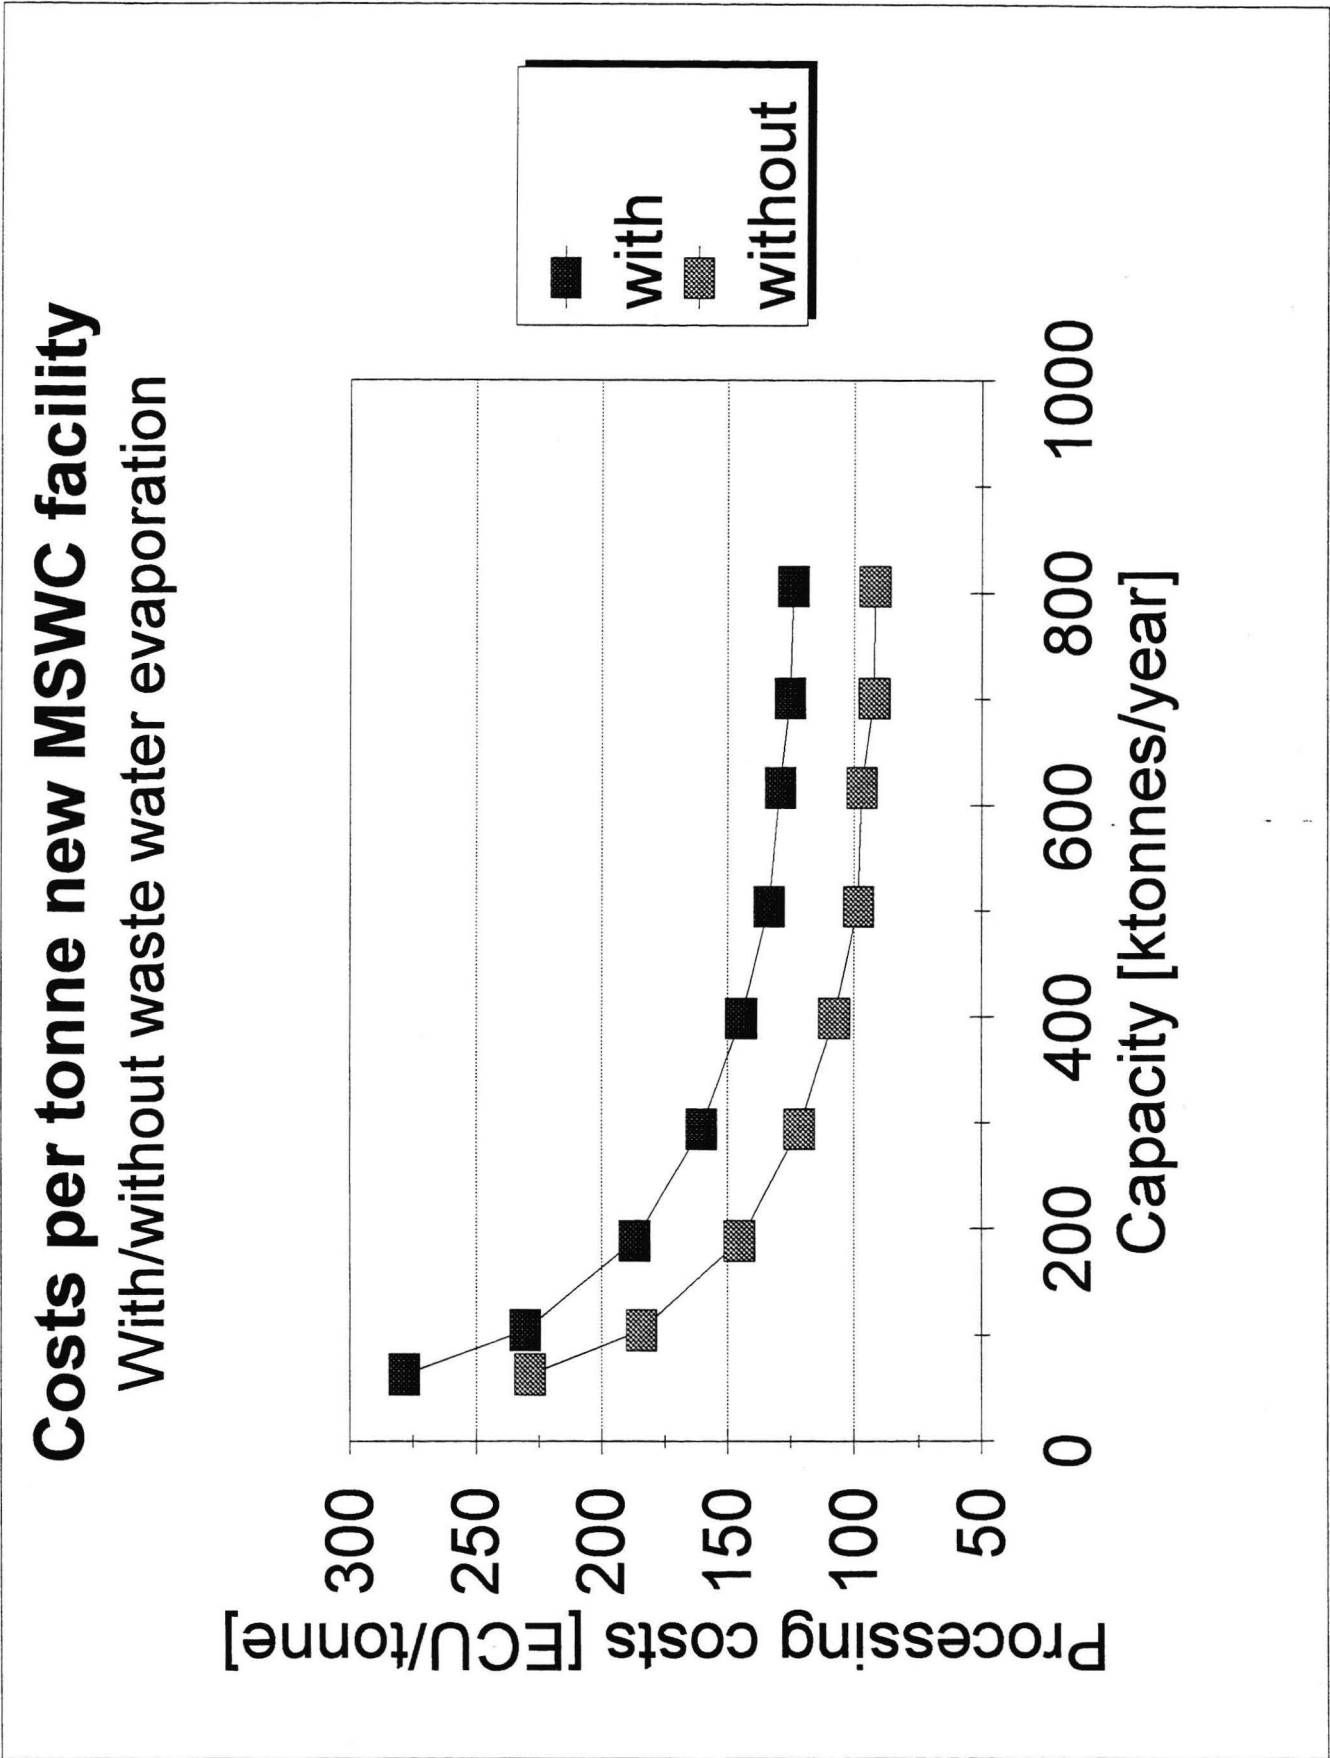 Costs per tonne new MSWC facility
With/without waste water evaporation
Processing costs [ECU/tonne]
300
250
200
150
100
50
0
200
400
600
800
1000
Capacity [ktonnes/year]
with
without